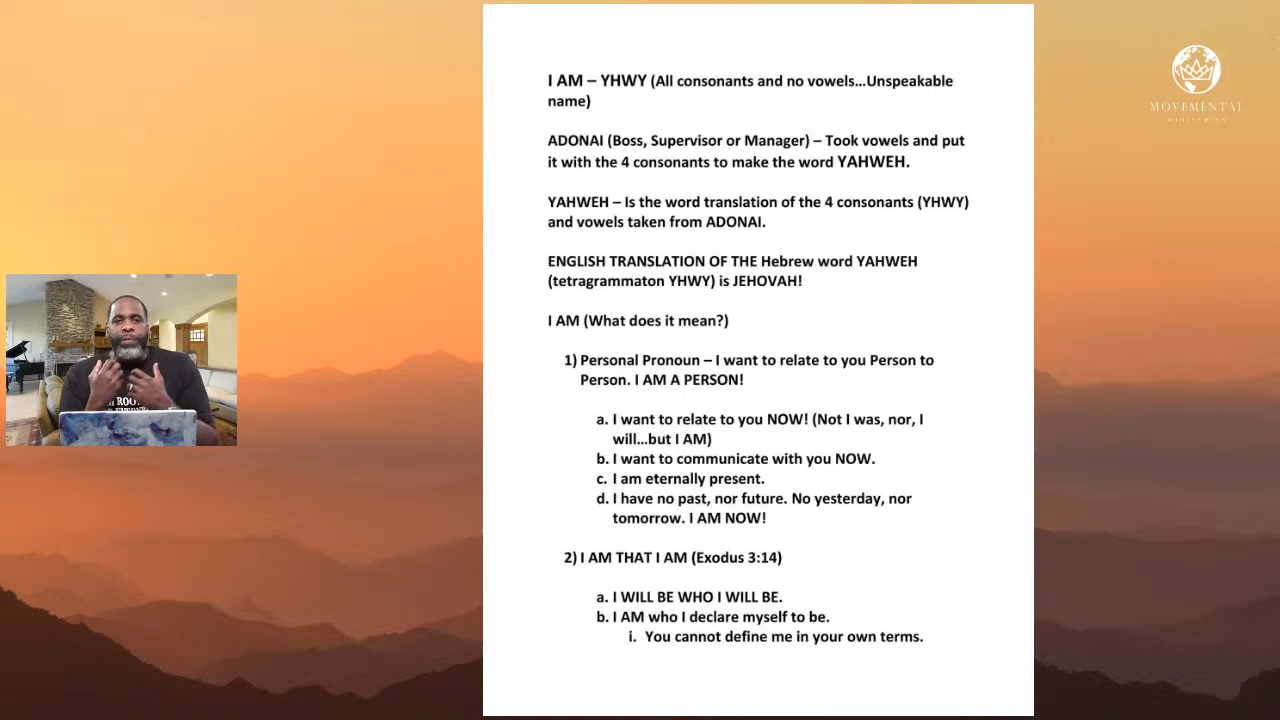 I AM – YHWY (All consonants and no vowels...Unspeakable
name)
ADONAI (Boss, Supervisor or Manager) – Took vowels and put
it with the 4 consonants to make the word YAHWEH.
YAHWEH – Is the word translation of the 4 consonants (YHWY)
and vowels taken from ADONAI.
ENGLISH TRANSLATION OF THE Hebrew word YAHWEH
(tetragrammaton YHWY) is JEHOVAH!
I AM (What does it mean?)
1) Personal Pronoun – I want to relate to you Person to
Person. I AM A PERSON!
a. I want to relate to you NOW! (Not I was, nor, I
will...but I AM)
b. I want to communicate with you NOW.
c. I am eternally present.
d. I have no past, nor future. No yesterday, nor
tomorrow. I AM NOW!
2) I AM THAT I AM (Exodus 3:14)
a. I WILL BE WHO I WILL BE.
b. I AM who I declare myself to be.
i. You cannot define me in your own terms.
MOVEMENTAL
MINISTRIES